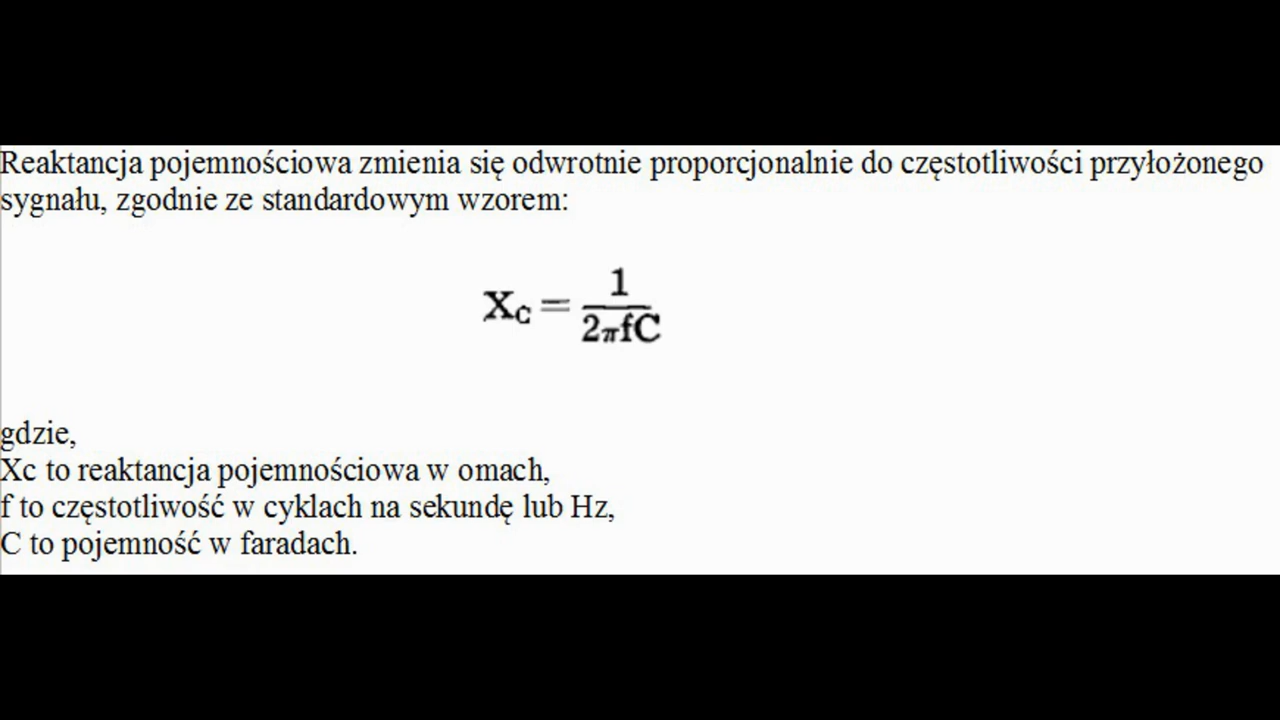 Reaktancja pojemnościowa zmienia się odwrotnie proporcjonalnie do częstotliwości przyłożonego
sygnału, zgodnie ze standardowym wzorem:
X_C = 1/(2πfC)
gdzie,
Xc to reaktancja pojemnościowa w omach,
f to częstotliwość w cyklach na sekundę lub Hz,
C to pojemność w faradach.